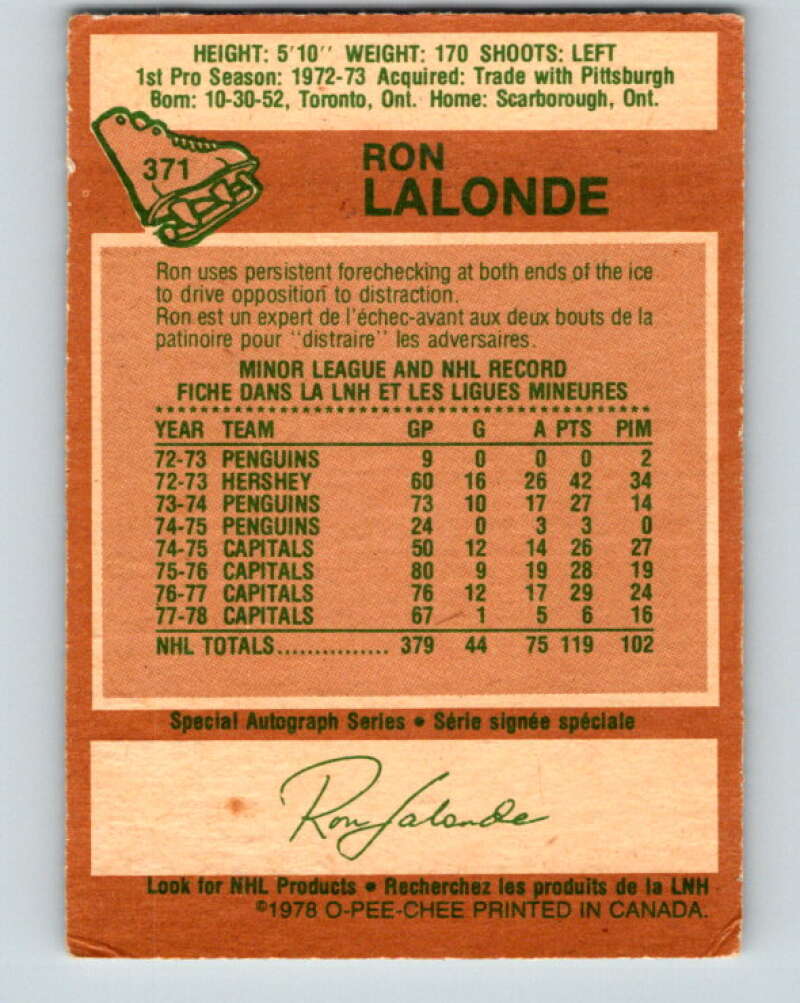 HEIGHT: 5'10'' WEIGHT: 170 SHOOTS: LEFT
1st Pro Season: 1972-73 Acquired: Trade with Pittsburgh
Born: 10-30-52, Toronto, Ont. Home: Scarborough, Ont.
371
RON
LALONDE
Ron uses persistent forechecking at both ends of the ice
to drive opposition to distraction.
Ron est un expert de l'échec-avant aux deux bouts de la
patinoire pour "distraire" les adversaires.
MINOR LEAGUE AND NHL RECORD
FICHE DANS LA LNH ET LES LIGUES MINEURES
YEAR TEAM GP G A PTS PIM
72-73 PENGUINS 9 0 0 0 2
72-73 HERSHEY 60 16 26 42 34
73-74 PENGUINS 73 10 17 27 14
74-75 PENGUINS 24 0 3 3 0
74-75 CAPITALS 50 12 14 26 27
75-76 CAPITALS 80 9 19 28 19
76-77 CAPITALS 76 12 17 29 24
77-78 CAPITALS 67 1 5 6 16
NHL TOTALS................ 379 44 75 119 102
Special Autograph Series • Série signée spéciale
Ron Lalonde
Look for NHL Products • Recherchez les produits de la LNH
©1978 O-PEE-CHEE PRINTED IN CANADA.